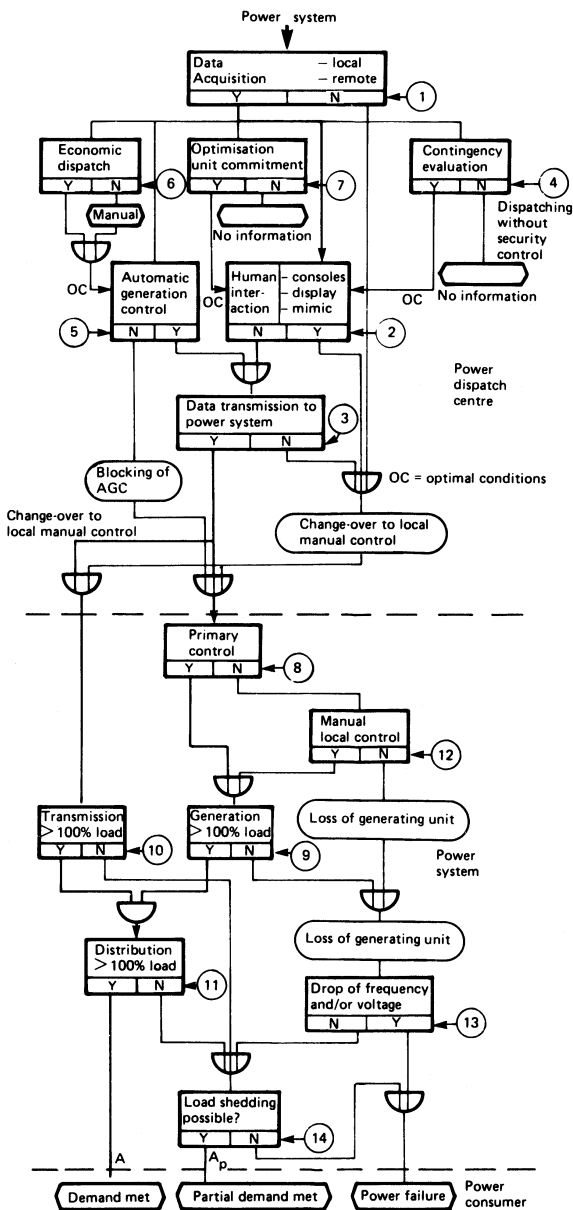 Power system
Data – local
Acquisition – remote
Y N
1
Economic
dispatch
Y N
6
Manual
Optimisation
unit commitment
Y N
7
No information
Contingency
evaluation
Y N
4
Dispatching
without
security
control
No information
OC
Automatic
generation
control
N Y
5
OC
Human – consoles
inter- – display
action – mimic
N Y
2
OC
Power
dispatch
centre
Data transmission to
power system
Y N
3
Blocking of
AGC
OC = optimal conditions
Change-over to
local manual control
Change-over to local
manual control
Primary
control
Y N
8
Manual
local control
Y N
12
Transmission
> 100% load
Y N
10
Generation
> 100% load
Y N
9
Loss of generating unit
Power
system
Loss of generating unit
Distribution
> 100% load
Y N
11
Drop of frequency
and/or voltage
N Y
13
Load shedding
possible?
Y N
14
A
Ap
Demand met
Partial demand met
Power failure
Power
consumer